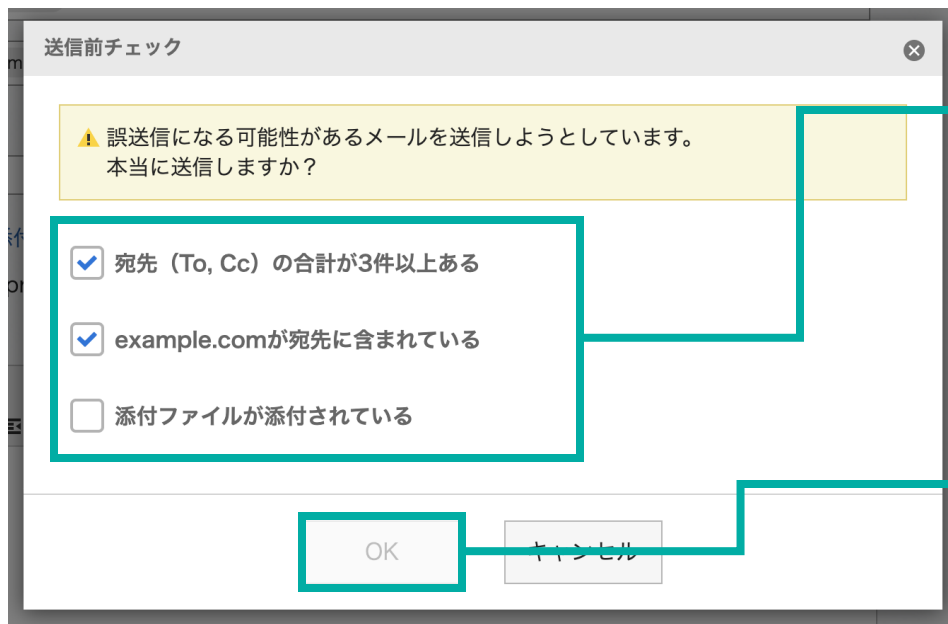 送信前チェック
誤送信になる可能性があるメールを送信しようとしています。
本当に送信しますか？
宛先（To, Cc）の合計が3件以上ある
example.comが宛先に含まれている
添付ファイルが添付されている
OK
キャンセル